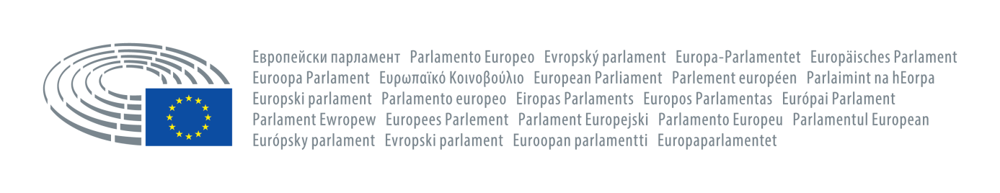 Европейски парламент Parlamento Europeo Evropský parlament Europa-Parlamentet Europäisches Parlament
Euroopa Parlament Ευρωπαϊκό Κοινοβούλιο European Parliament Parlement européen Parlaimint na hEorpa
Europski parlament Parlamento europeo Eiropas Parlaments Europos Parlamentas Európai Parlament
Parlament Ewropew Europees Parlement Parlament Europejski Parlamento Europeu Parlamentul European
Európsky parlament Evropski parlament Euroopan parlamentti Europaparlamentet